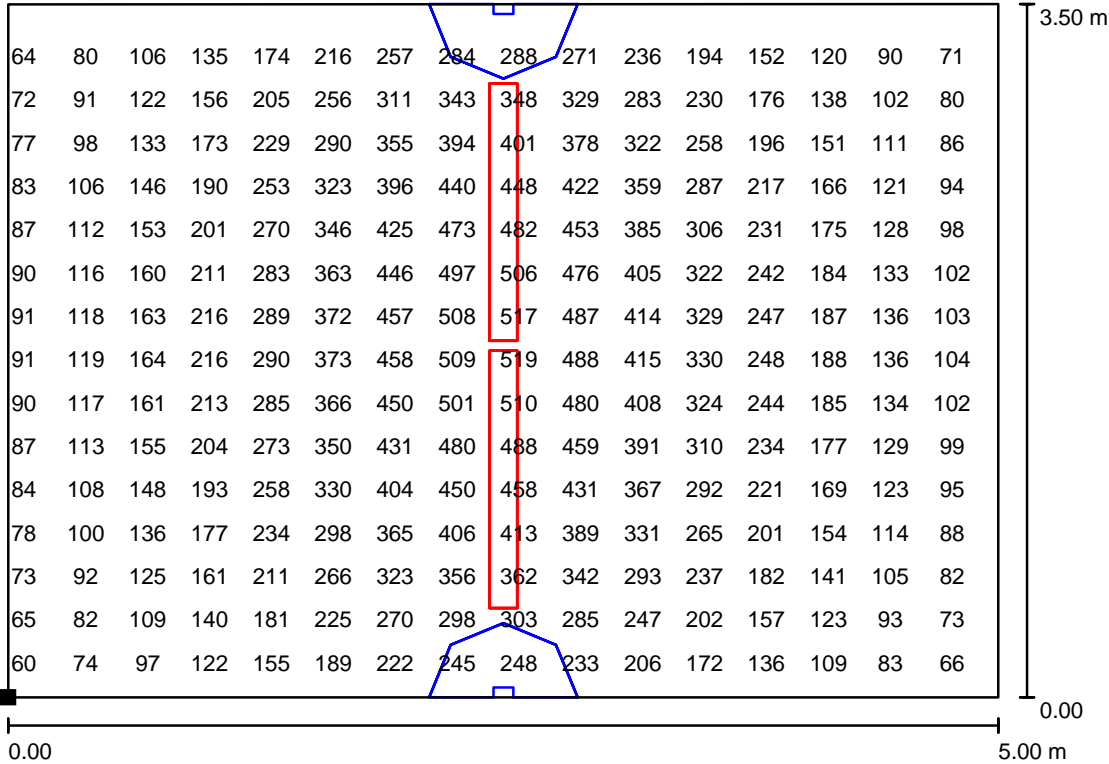 3.50 m
64 80 106 135 174 216 257 284 288 271 236 194 152 120 90 71
72 91 122 156 205 256 311 343 348 329 283 230 176 138 102 80
77 98 133 173 229 290 355 394 401 378 322 258 196 151 111 86
83 106 146 190 253 323 396 440 448 422 359 287 217 166 121 94
87 112 153 201 270 346 425 473 482 453 385 306 231 175 128 98
90 116 160 211 283 363 446 497 506 476 405 322 242 184 133 102
91 118 163 216 289 372 457 508 517 487 414 329 247 187 136 103
91 119 164 216 290 373 458 509 519 488 415 330 248 188 136 104
90 117 161 213 285 366 450 501 510 480 408 324 244 185 134 102
87 113 155 204 273 350 431 480 488 459 391 310 234 177 129 99
84 108 148 193 258 330 404 450 458 431 367 292 221 169 123 95
78 100 136 177 234 298 365 406 413 389 331 265 201 154 114 88
73 92 125 161 211 266 323 356 362 342 293 237 182 141 105 82
65 82 109 140 181 225 270 298 303 285 247 202 157 123 93 73
60 74 97 122 155 189 222 245 248 233 206 172 136 109 83 66
0.00
0.00 5.00 m